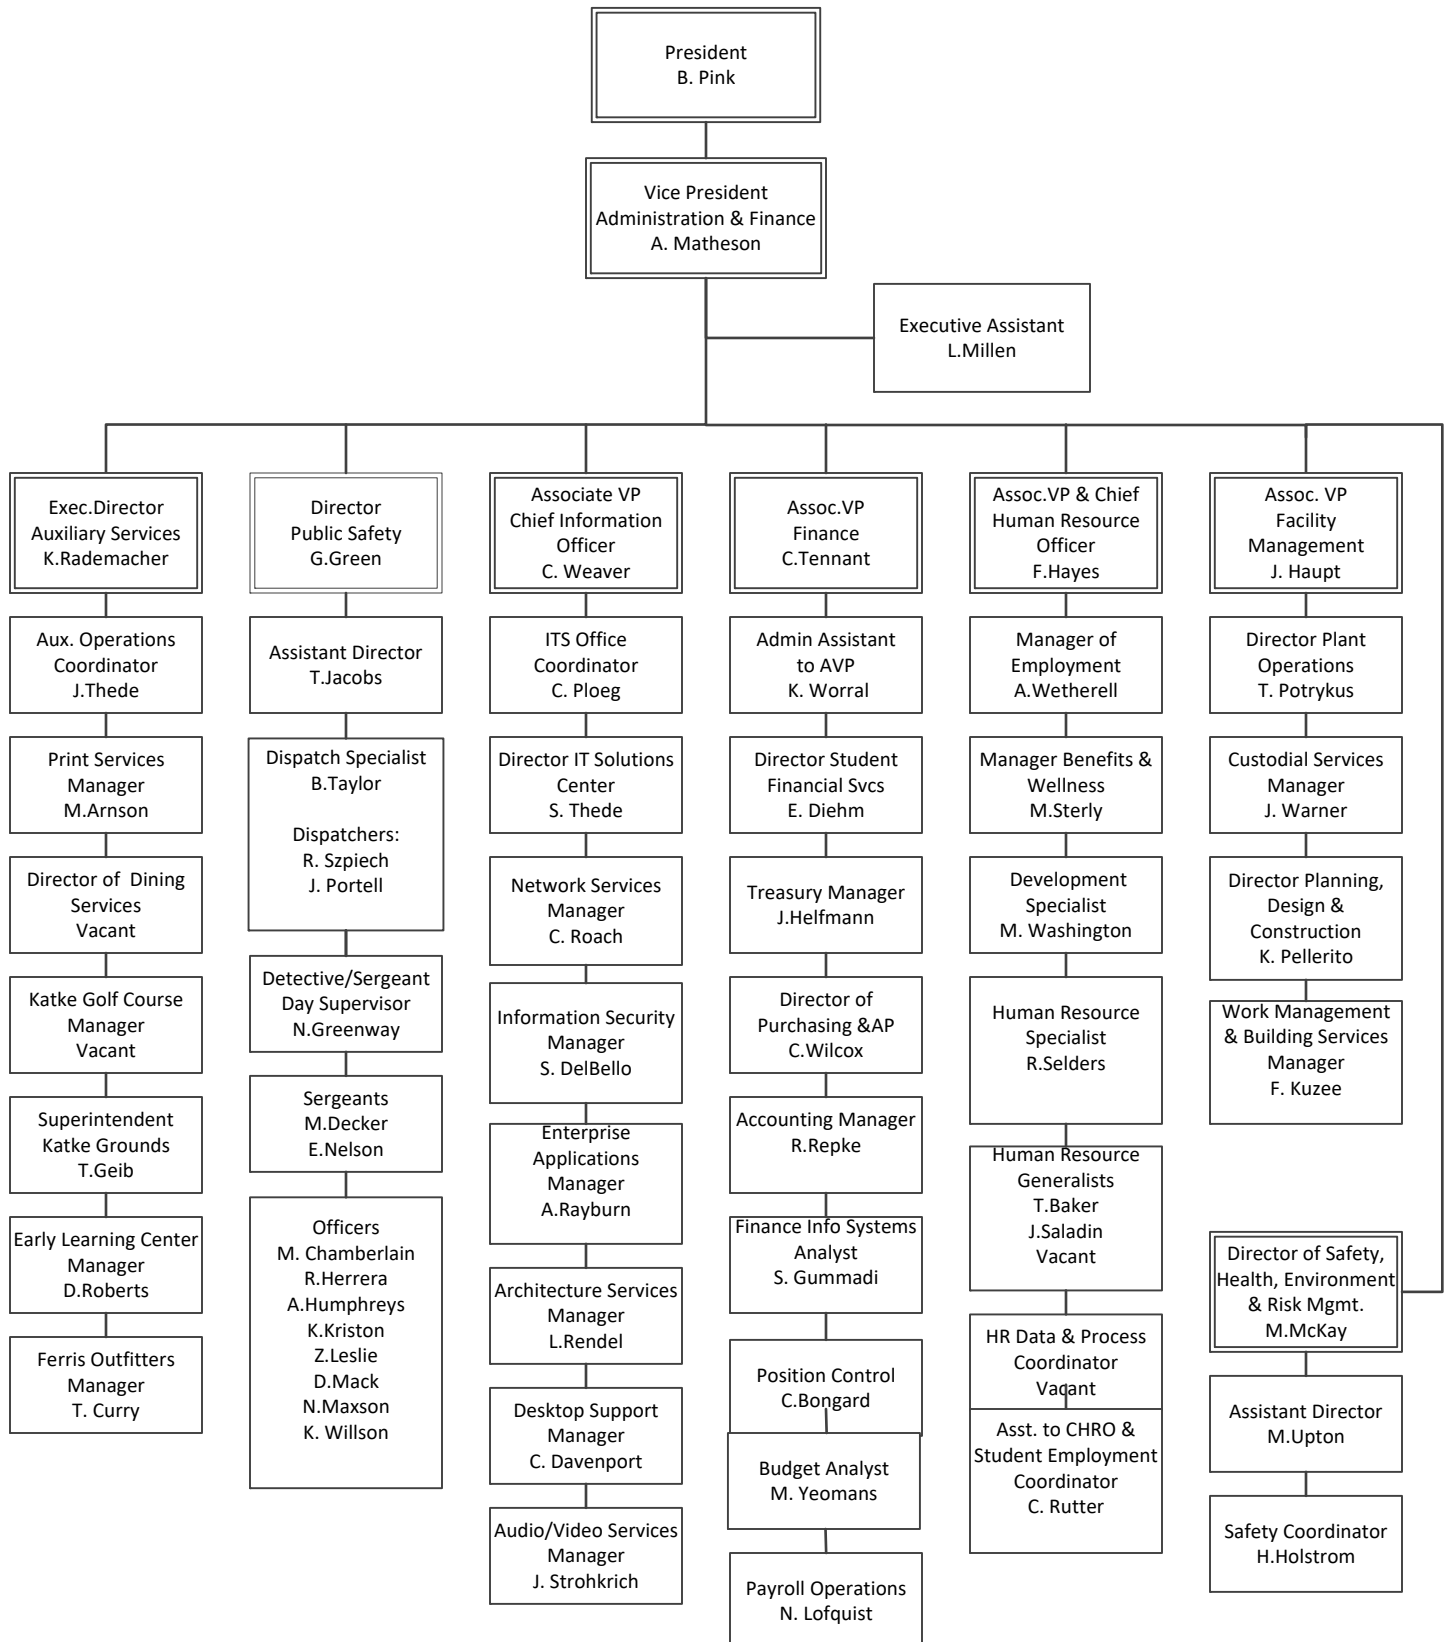 President
B. Pink
Vice President
Administration & Finance
A. Matheson
Executive Assistant
L.Millen
Exec.Director
Auxiliary Services
K.Rademacher
Aux. Operations
Coordinator
J.Thede
Print Services
Manager
M.Arnson
Director of  Dining
Services
Vacant
Katke Golf Course
Manager
Vacant
Superintendent
Katke Grounds
T.Geib
Early Learning Center
Manager
D.Roberts
Ferris Outfitters
Manager
T. Curry
Director
Public Safety
G.Green
Assistant Director
T.Jacobs
Dispatch Specialist
B.Taylor
Dispatchers:
R. Szpiech
J. Portell
Detective/Sergeant
Day Supervisor
N.Greenway
Sergeants
M.Decker
E.Nelson
Officers
M. Chamberlain
R.Herrera
A.Humphreys
K.Kriston
Z.Leslie
D.Mack
N.Maxson
K. Willson
Associate VP
Chief Information
Officer
C. Weaver
ITS Office
Coordinator
C. Ploeg
Director IT Solutions
Center
S. Thede
Network Services
Manager
C. Roach
Information Security
Manager
S. DelBello
Enterprise
Applications
Manager
A.Rayburn
Architecture Services
Manager
L.Rendel
Desktop Support
Manager
C. Davenport
Audio/Video Services
Manager
J. Strohkrich
Assoc.VP
Finance
C.Tennant
Admin Assistant
to AVP
K. Worral
Director Student
Financial Svcs
E. Diehm
Treasury Manager
J.Helfmann
Director of
Purchasing &AP
C.Wilcox
Accounting Manager
R.Repke
Finance Info Systems
Analyst
S. Gummadi
Position Control
C.Bongard
Budget Analyst
M. Yeomans
Payroll Operations
N. Lofquist
Assoc.VP & Chief
Human Resource
Officer
F.Hayes
Manager of
Employment
A.Wetherell
Manager Benefits &
Wellness
M.Sterly
Development
Specialist
M. Washington
Human Resource
Specialist
R.Selders
Human Resource
Generalists
T.Baker
J.Saladin
Vacant
HR Data & Process
Coordinator
Vacant
Asst. to CHRO &
Student Employment
Coordinator
C. Rutter
Assoc. VP
Facility
Management
J. Haupt
Director Plant
Operations
T. Potrykus
Custodial Services
Manager
J. Warner
Director Planning,
Design &
Construction
K. Pellerito
Work Management
& Building Services
Manager
F. Kuzee
Director of Safety,
Health, Environment
& Risk Mgmt.
M.McKay
Assistant Director
M.Upton
Safety Coordinator
H.Holstrom